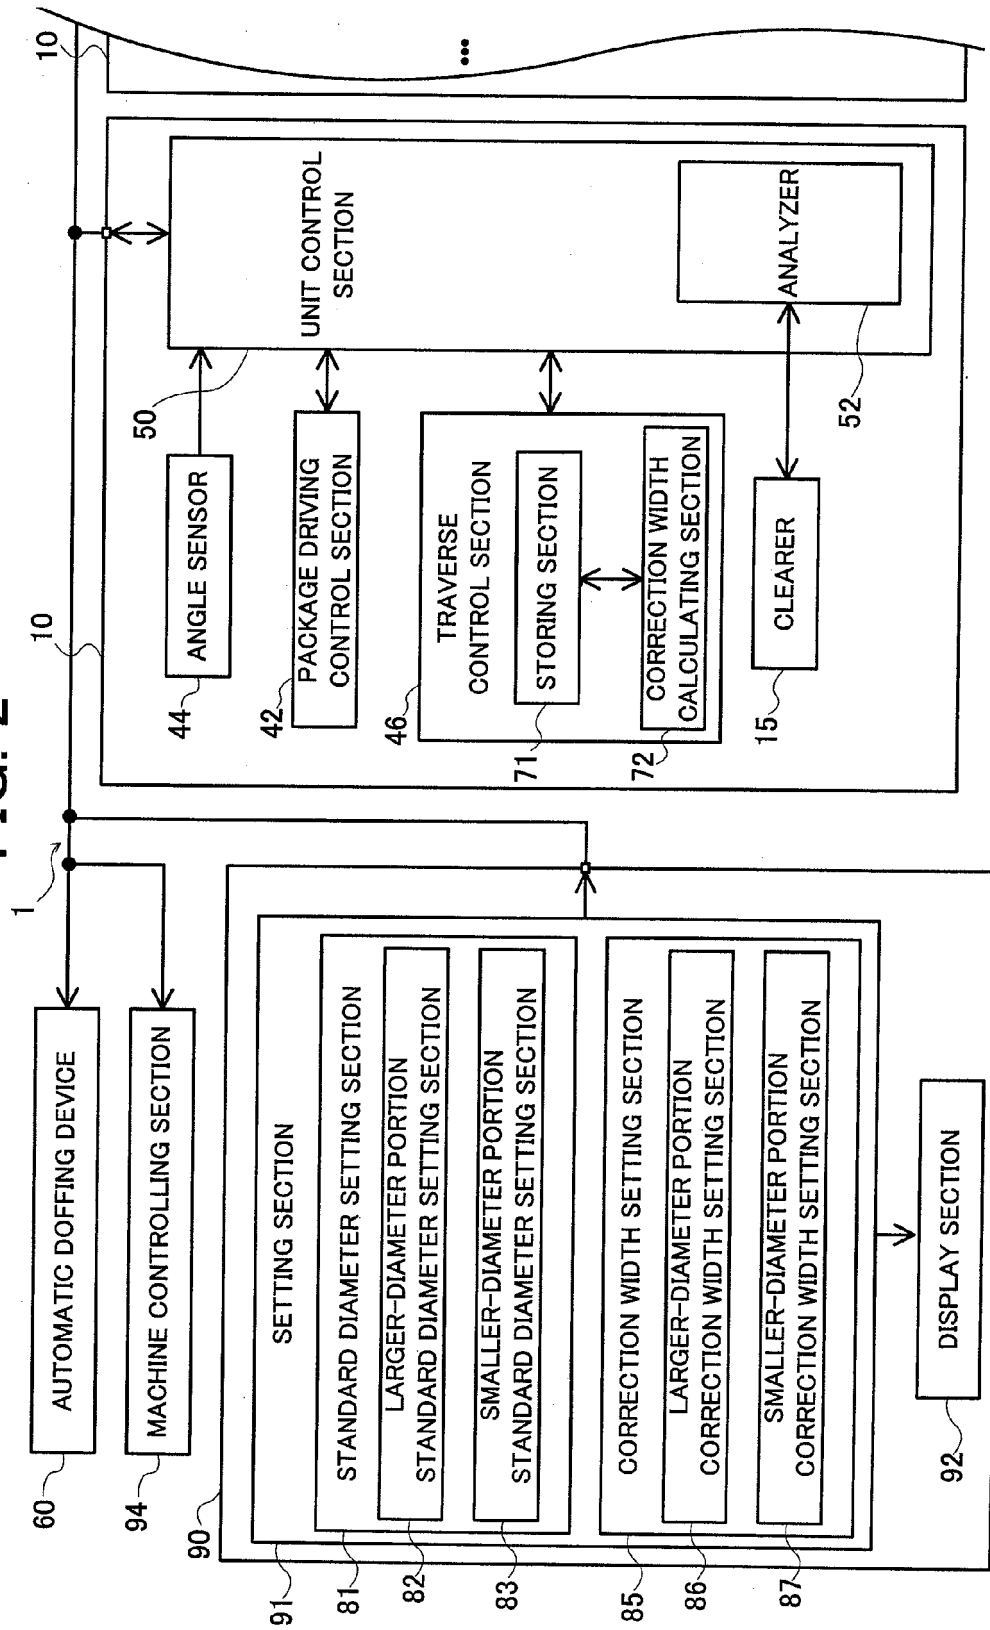 FIG. 2
1
60
AUTOMATIC DOFFING DEVICE
94
MACHINE CONTROLLING SECTION
90
91
SETTING SECTION
81
STANDARD DIAMETER SETTING SECTION
82
LARGER-DIAMETER PORTION
STANDARD DIAMETER SETTING SECTION
83
SMALLER-DIAMETER PORTION
STANDARD DIAMETER SETTING SECTION
85
CORRECTION WIDTH SETTING SECTION
86
LARGER-DIAMETER PORTION
CORRECTION WIDTH SETTING SECTION
87
SMALLER-DIAMETER PORTION
CORRECTION WIDTH SETTING SECTION
92
DISPLAY SECTION
10
44
ANGLE SENSOR
42
PACKAGE DRIVING
CONTROL SECTION
46
TRAVERSE
CONTROL SECTION
71
STORING SECTION
72
CORRECTION WIDTH
CALCULATING SECTION
15
CLEARER
50
UNIT CONTROL
SECTION
52
ANALYZER
10
...